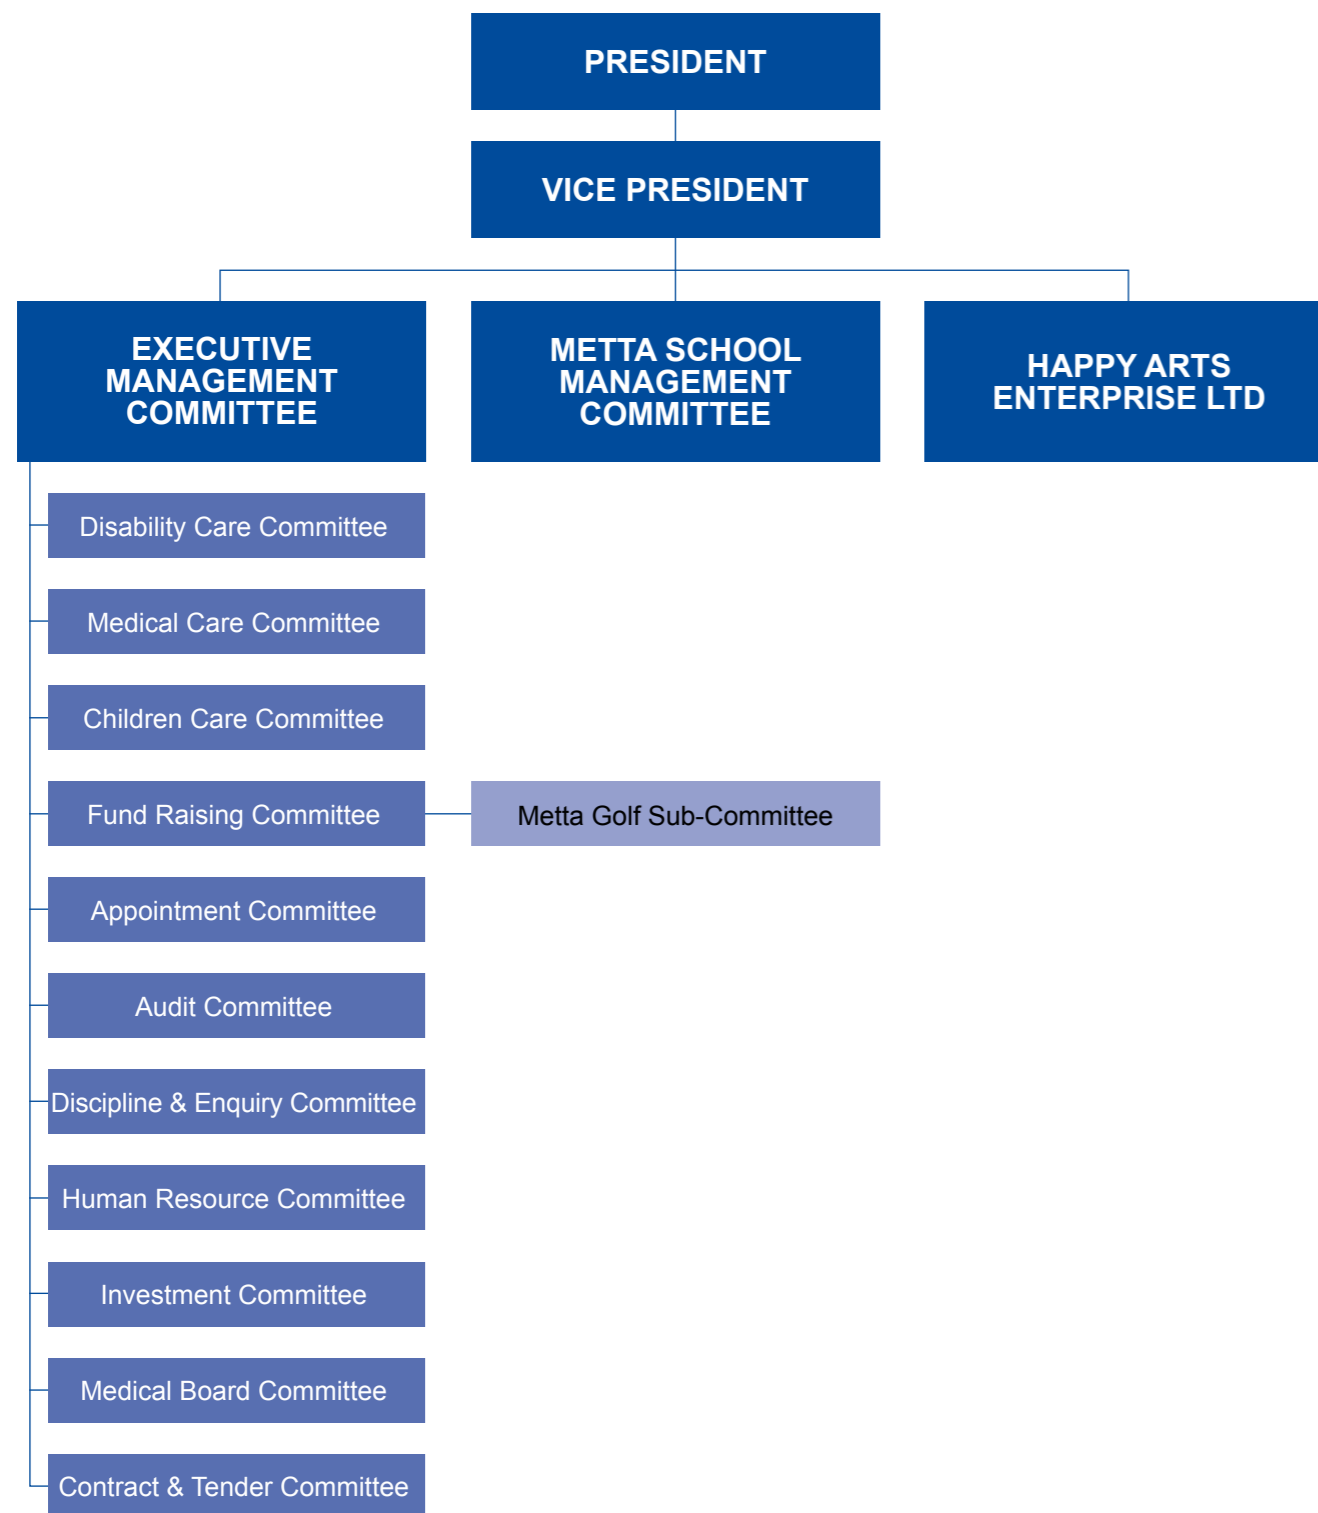 PRESIDENT
VICE PRESIDENT
EXECUTIVE
MANAGEMENT
COMMITTEE
METTA SCHOOL
MANAGEMENT
COMMITTEE
HAPPY ARTS
ENTERPRISE LTD
Disability Care Committee
Medical Care Committee
Children Care Committee
Fund Raising Committee
Metta Golf Sub-Committee
Appointment Committee
Audit Committee
Discipline & Enquiry Committee
Human Resource Committee
Investment Committee
Medical Board Committee
Contract & Tender Committee